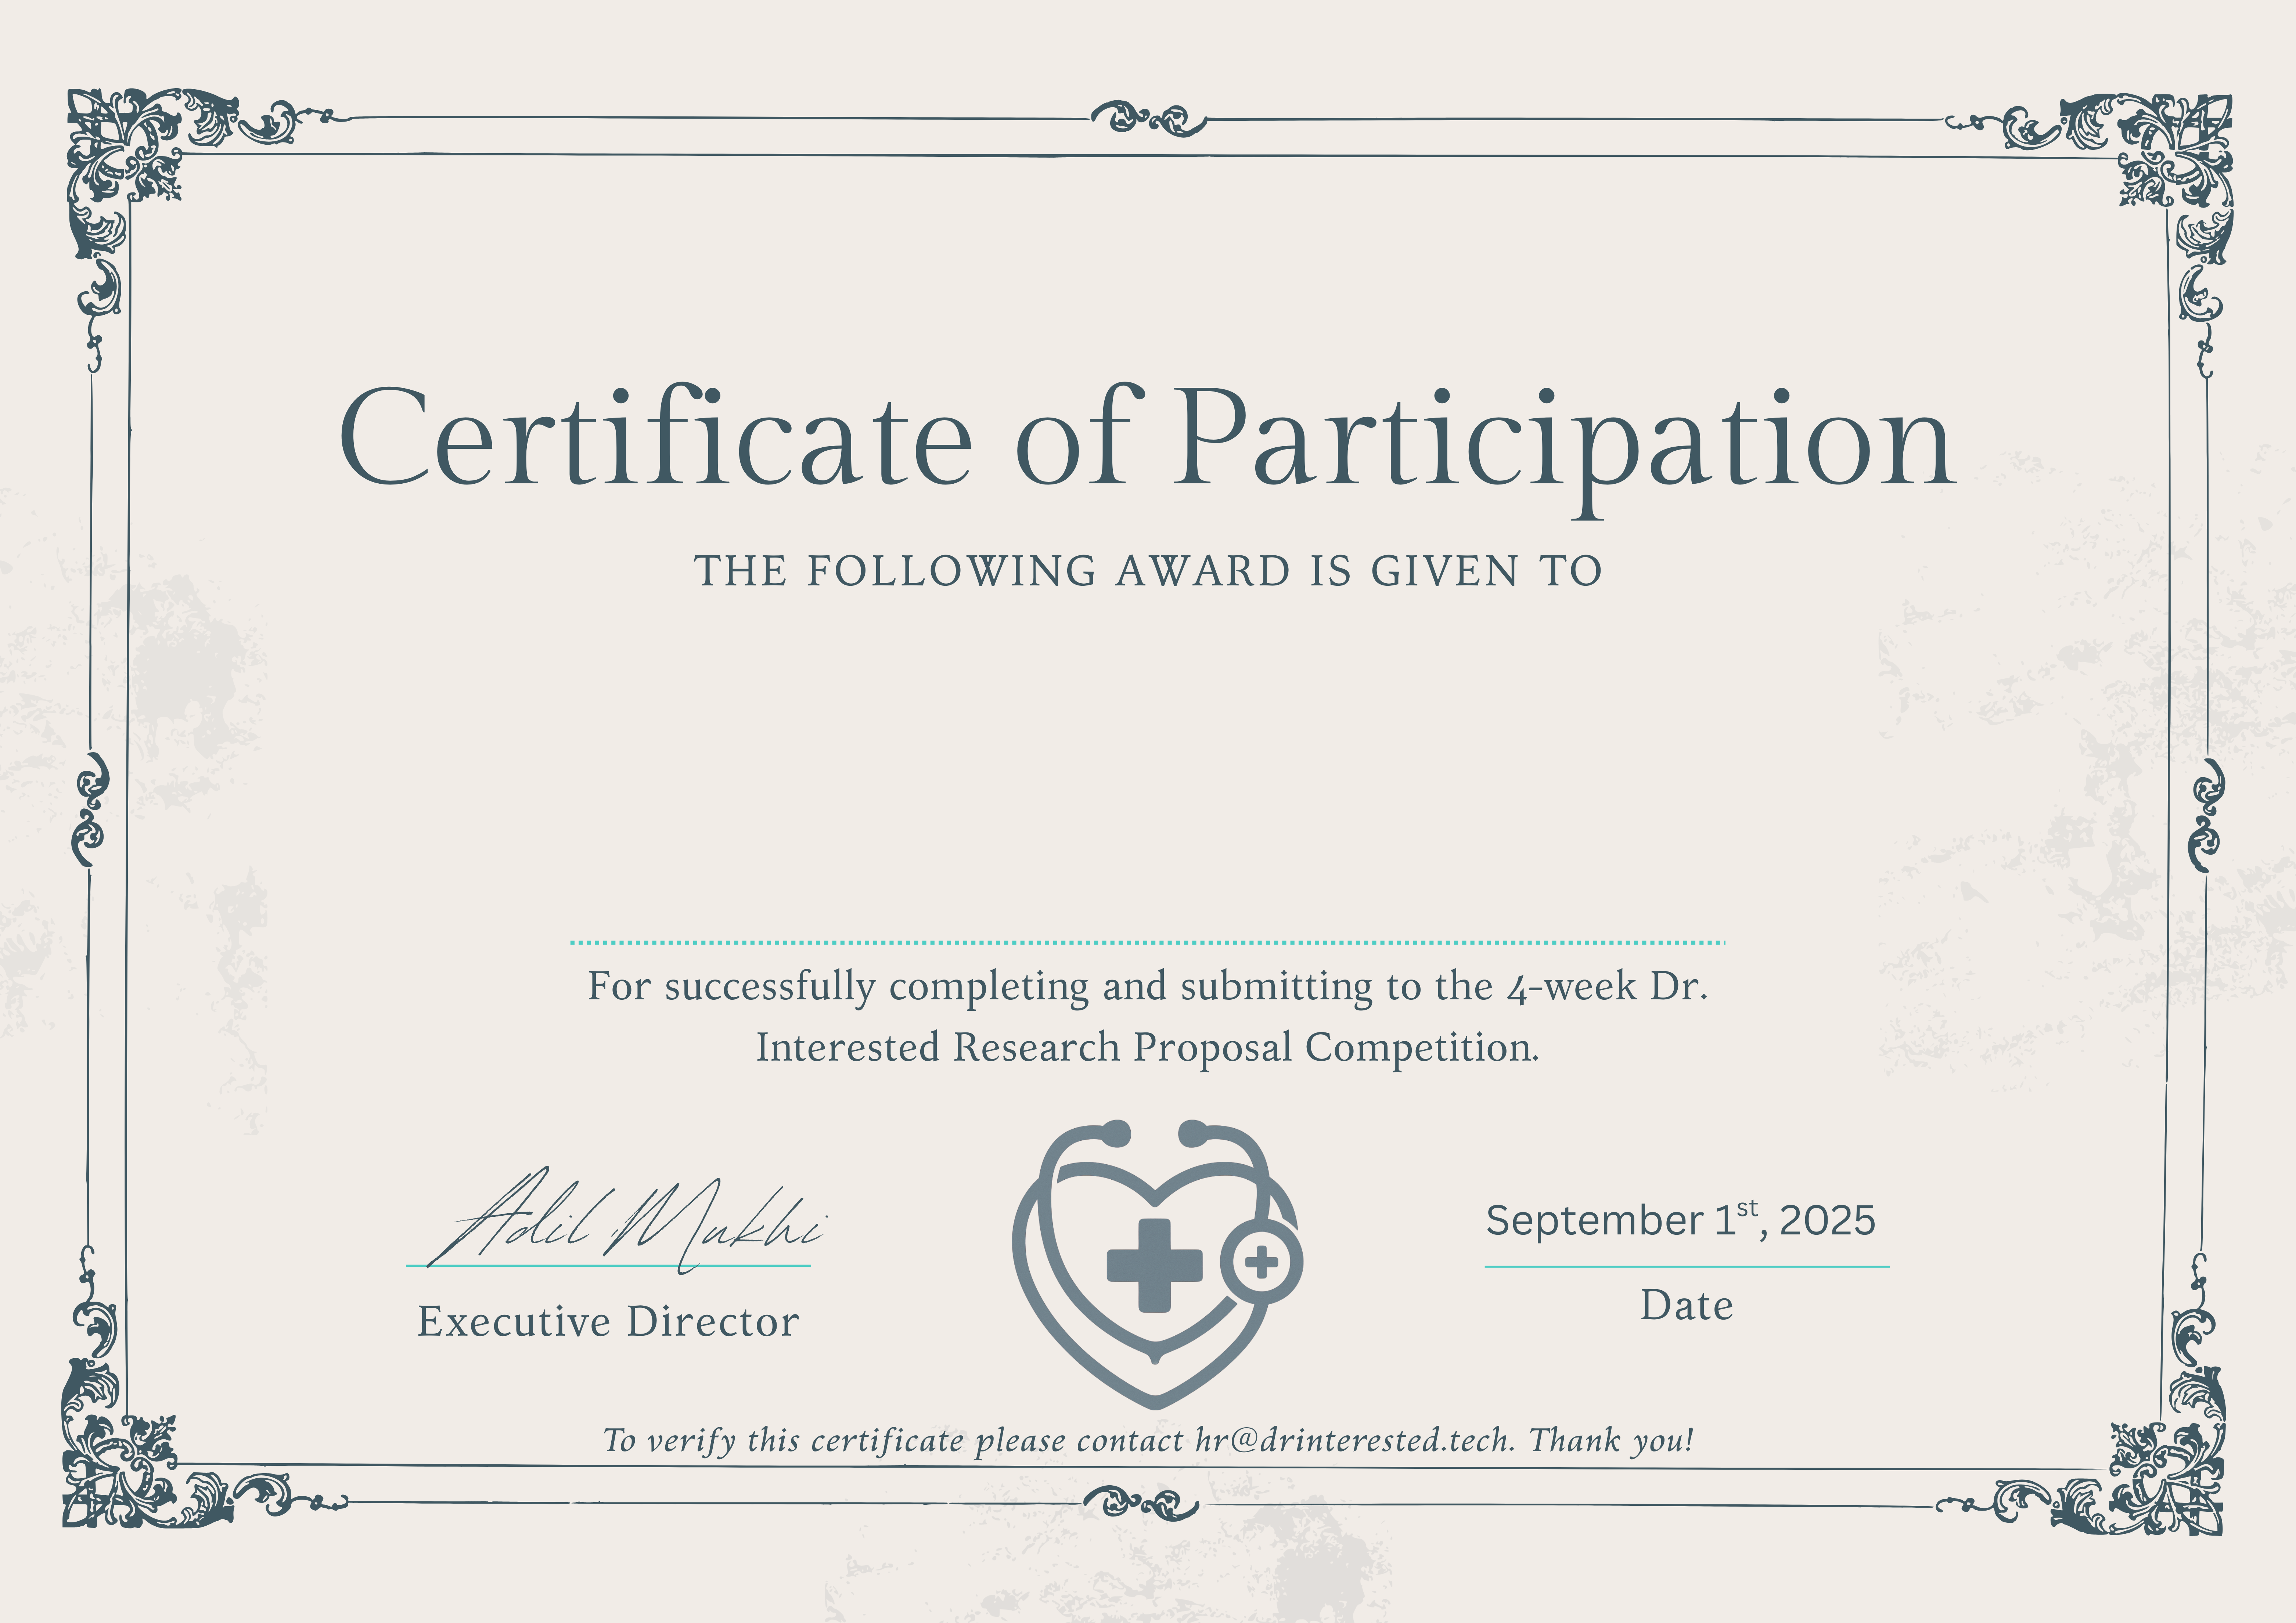 Certificate of Participation
THE FOLLOWING AWARD IS GIVEN TO
For successfully completing and submitting to the 4-week Dr.
Interested Research Proposal Competition.
Adil Mukhi
Executive Director
September 1st, 2025
Date
To verify this certificate please contact hr@drinterested.tech. Thank you!